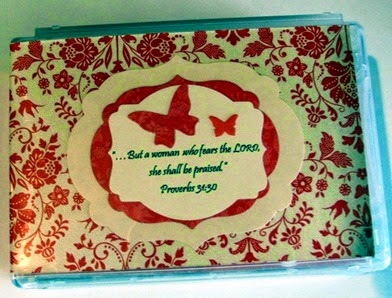 "...But a woman who fears the LORD,
she shall be praised."
Proverbs 31:30